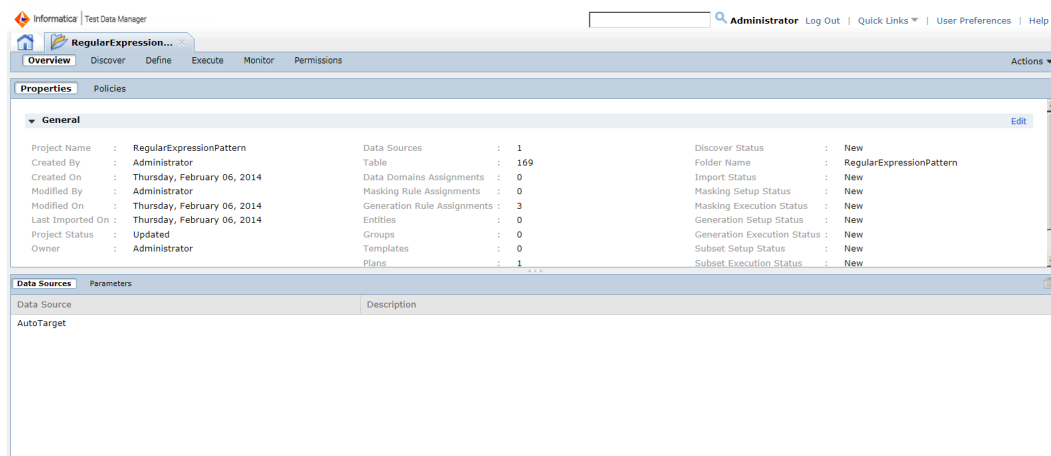 Informatica Test Data Manager
Administrator Log Out | Quick Links | User Preferences | Help
RegularExpression...
Overview Discover Define Execute Monitor Permissions Actions
Properties Policies
General Edit
Project Name : RegularExpressionPattern Data Sources : 1 Discover Status : New
Created By : Administrator Table : 169 Folder Name : RegularExpressionPattern
Created On : Thursday, February 06, 2014 Data Domains Assignments : 0 Import Status : New
Modified By : Administrator Masking Rule Assignments : 0 Masking Setup Status : New
Modified On : Thursday, February 06, 2014 Generation Rule Assignments : 3 Masking Execution Status : New
Last Imported On : Thursday, February 06, 2014 Entities : 0 Generation Setup Status : New
Project Status : Updated Groups : 0 Generation Execution Status : New
Owner : Administrator Templates : 0 Subset Setup Status : New
Plans : 1 Subset Execution Status : New
Data Sources Parameters
Data Source Description
AutoTarget